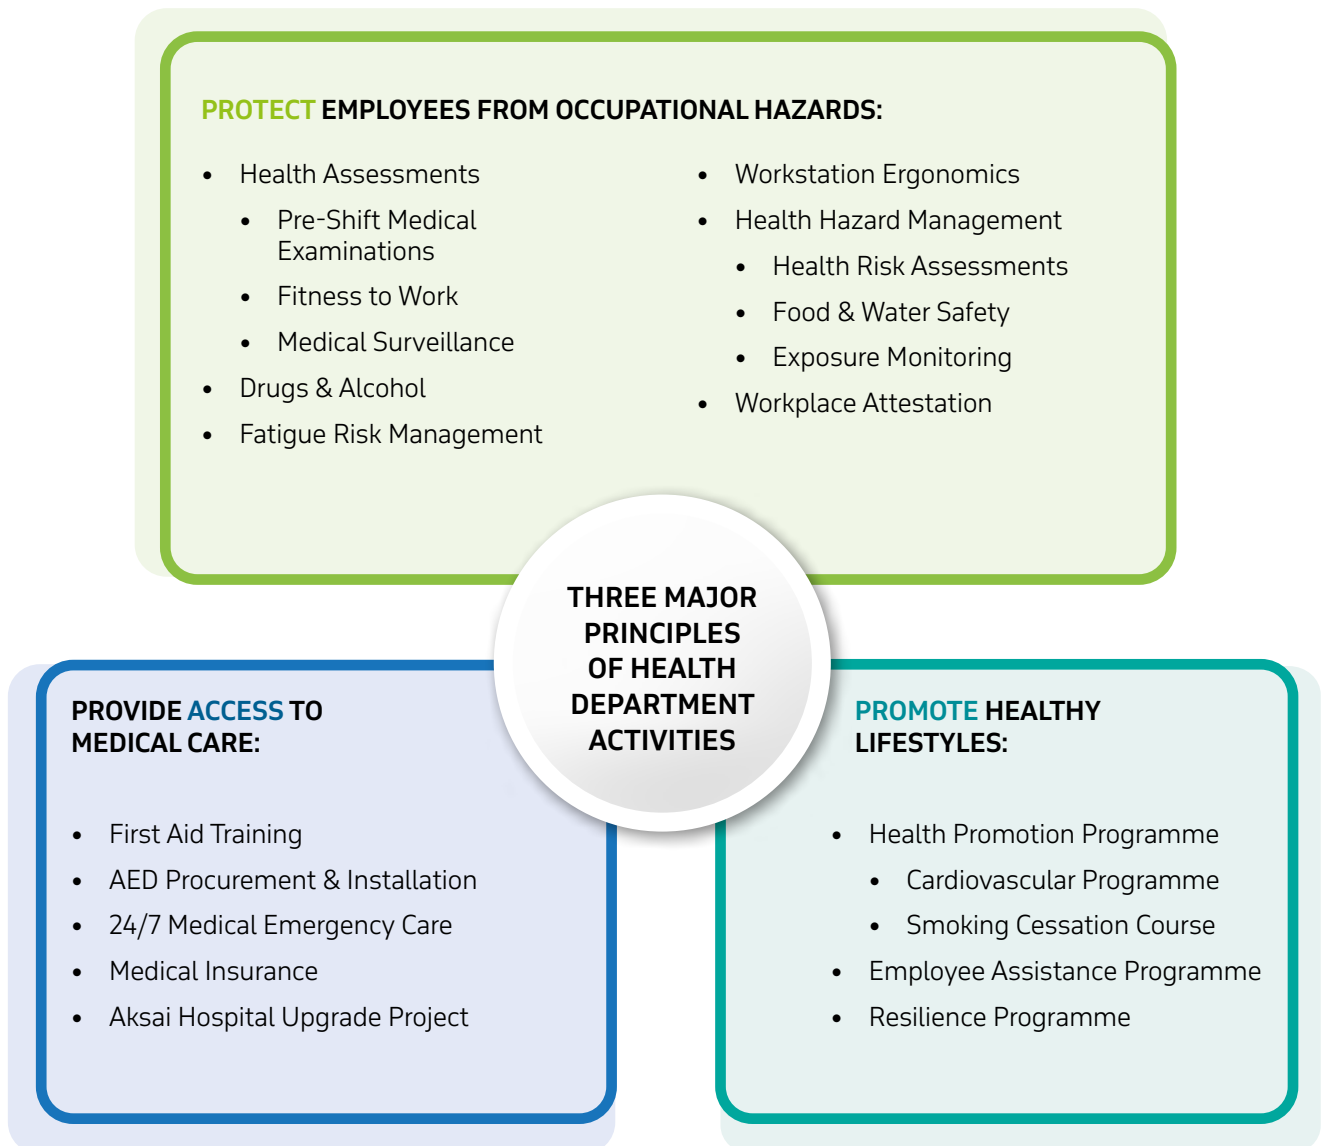 PROTECT EMPLOYEES FROM OCCUPATIONAL HAZARDS:
• Health Assessments
• Pre-Shift Medical
Examinations
• Fitness to Work
• Medical Surveillance
• Drugs & Alcohol
• Fatigue Risk Management
• Workstation Ergonomics
• Health Hazard Management
• Health Risk Assessments
• Food & Water Safety
• Exposure Monitoring
• Workplace Attestation
THREE MAJOR
PRINCIPLES
OF HEALTH
DEPARTMENT
ACTIVITIES
PROVIDE ACCESS TO
MEDICAL CARE:
• First Aid Training
• AED Procurement & Installation
• 24/7 Medical Emergency Care
• Medical Insurance
• Aksai Hospital Upgrade Project
PROMOTE HEALTHY
LIFESTYLES:
• Health Promotion Programme
• Cardiovascular Programme
• Smoking Cessation Course
• Employee Assistance Programme
• Resilience Programme